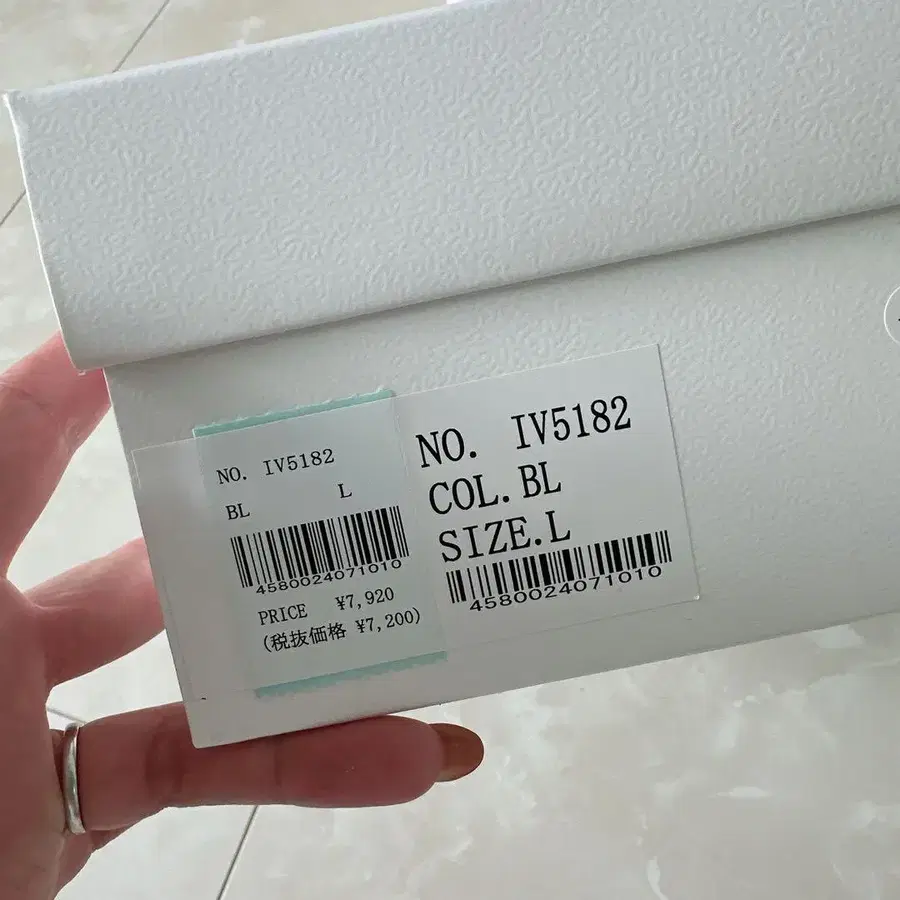 NO. IV5182
BL L
4580024071010
PRICE ¥7,920
(税抜価格 ¥7,200)
NO. IV5182
COL. BL
SIZE.L
4580024071010